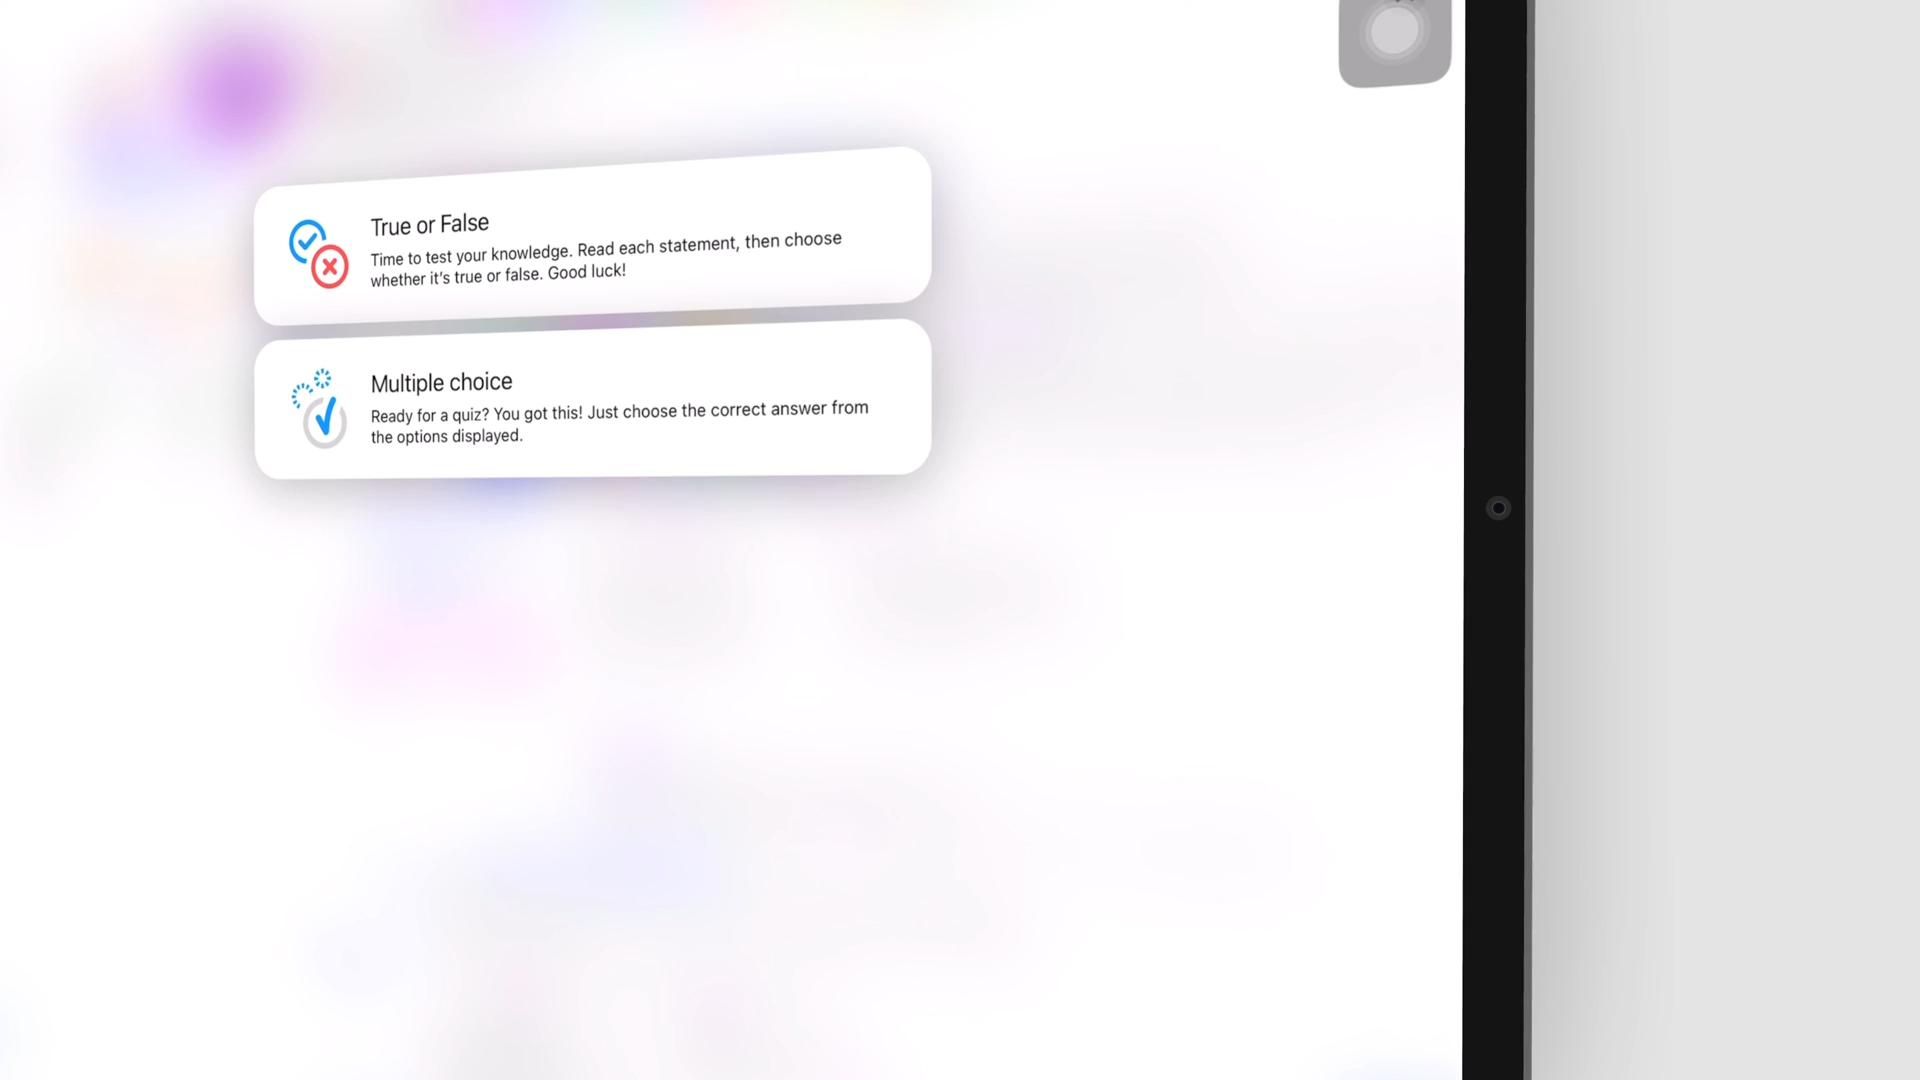 True or False
Time to test your knowledge. Read each statement, then choose
whether it’s true or false. Good luck!
Multiple choice
Ready for a quiz? You got this! Just choose the correct answer from
the options displayed.